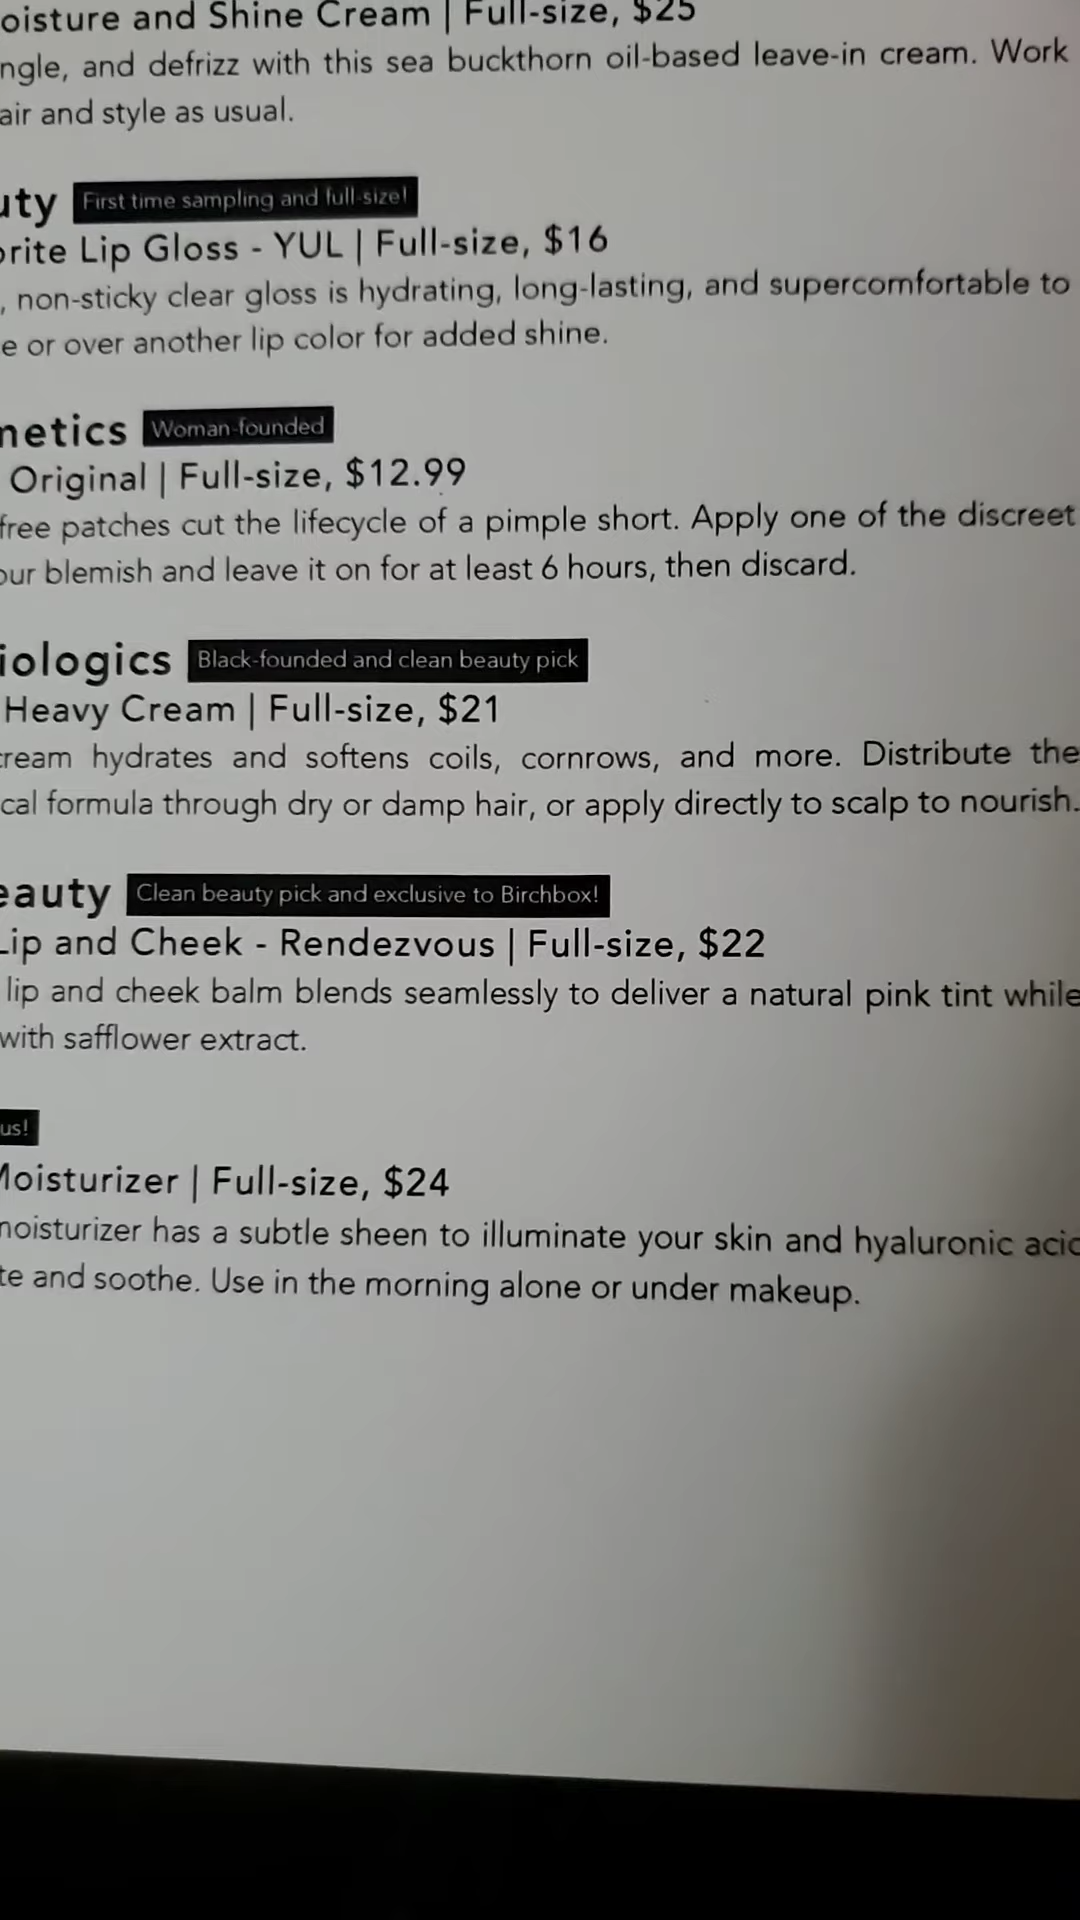 oisture and Shine Cream | Full-size, $25
ngle, and defrizz with this sea buckthorn oil-based leave-in cream. Work
air and style as usual.
uty First time sampling and full-size!
orite Lip Gloss - YUL | Full-size, $16
, non-sticky clear gloss is hydrating, long-lasting, and supercomfortable to
e or over another lip color for added shine.
netics Woman-founded
Original | Full-size, $12.99
free patches cut the lifecycle of a pimple short. Apply one of the discreet
our blemish and leave it on for at least 6 hours, then discard.
iologics Black-founded and clean beauty pick
Heavy Cream | Full-size, $21
ream hydrates and softens coils, cornrows, and more. Distribute the
cal formula through dry or damp hair, or apply directly to scalp to nourish.
eauty Clean beauty pick and exclusive to Birchbox!
Lip and Cheek - Rendezvous | Full-size, $22
lip and cheek balm blends seamlessly to deliver a natural pink tint while
with safflower extract.
us!
Moisturizer | Full-size, $24
moisturizer has a subtle sheen to illuminate your skin and hyaluronic acid
te and soothe. Use in the morning alone or under makeup.